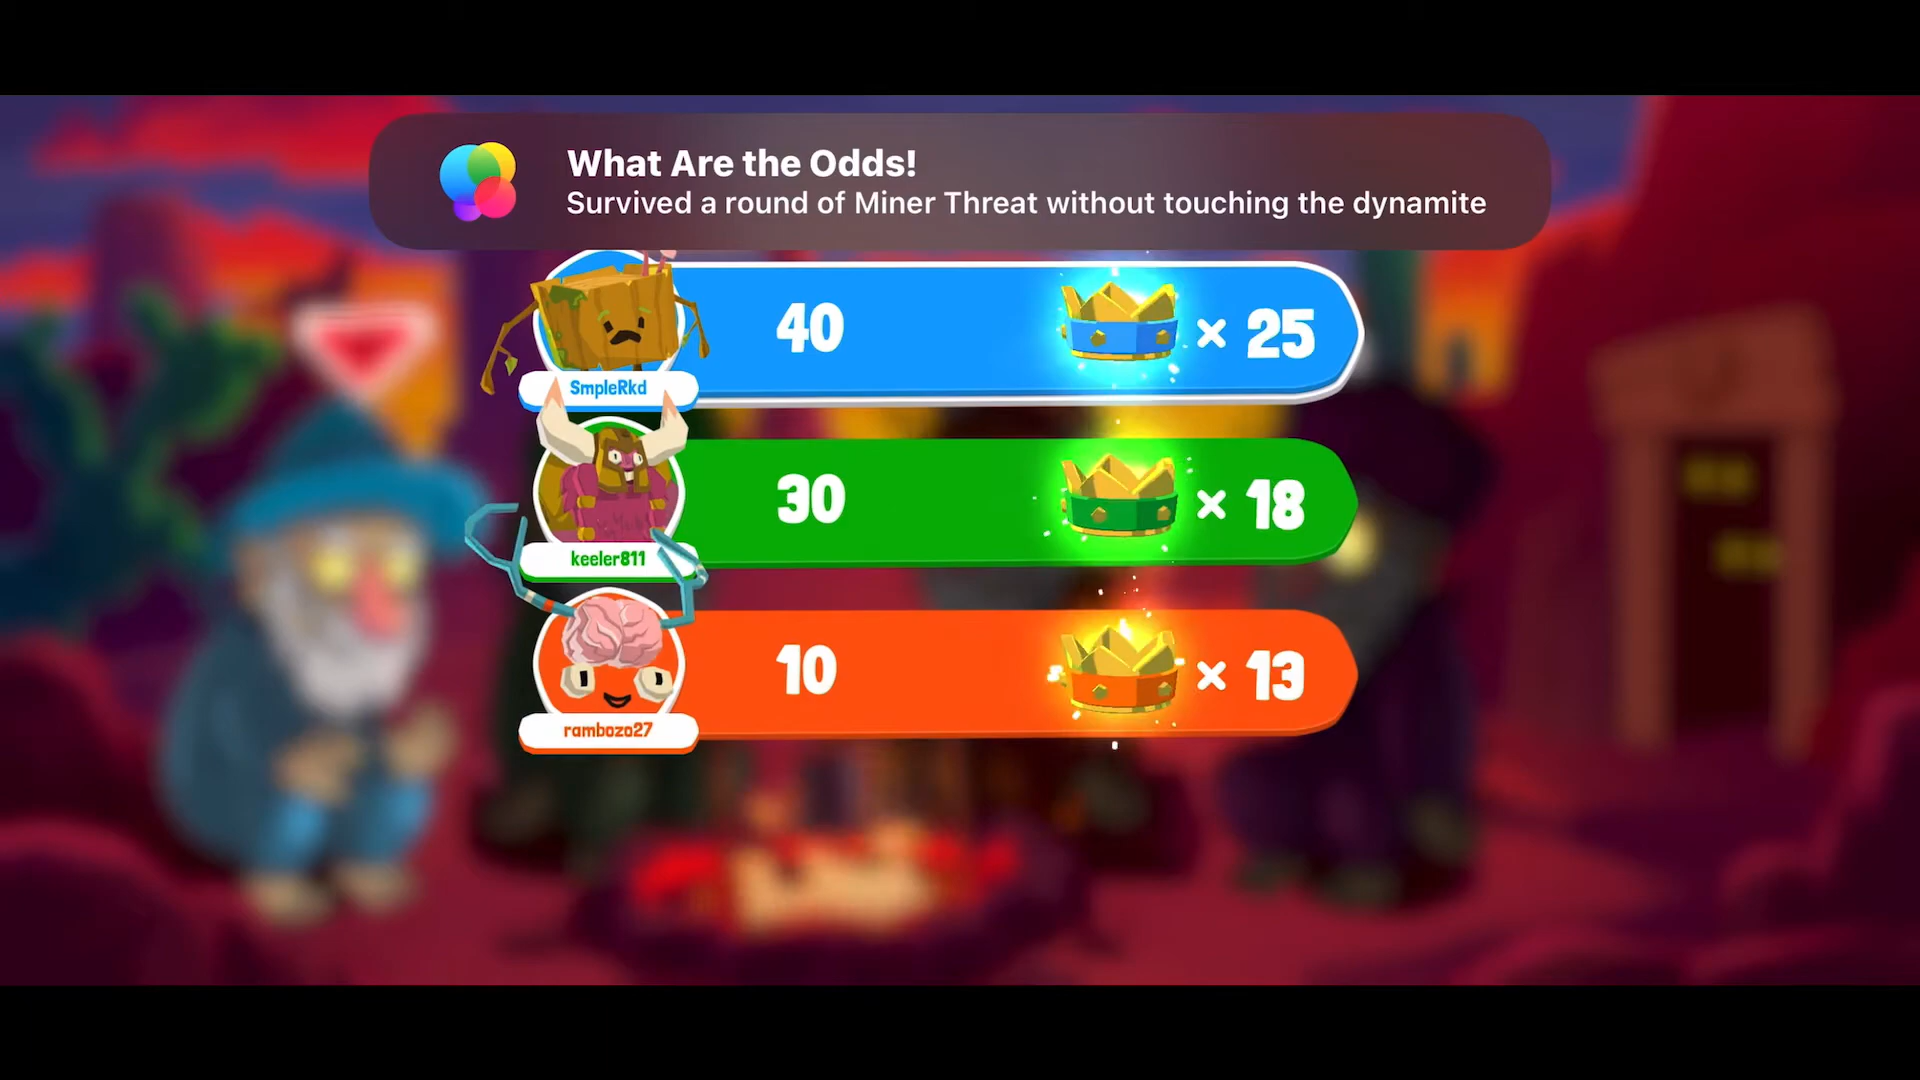 What Are the Odds!
Survived a round of Miner Threat without touching the dynamite
40 × 25
SmpleRkd
30 × 18
keeler811
10 × 13
rambozo27